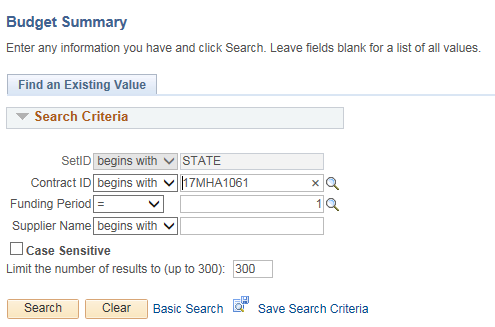 Budget Summary
Enter any information you have and click Search. Leave fields blank for a list of all values.
Find an Existing Value
Search Criteria
SetID begins with STATE
Contract ID begins with 17MHA1061 ×
Funding Period = 1
Supplier Name begins with
Case Sensitive
Limit the number of results to (up to 300): 300
Search Clear Basic Search Save Search Criteria